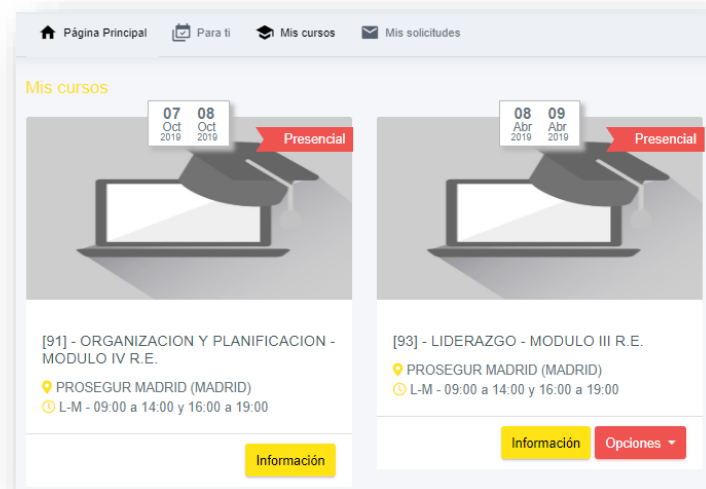 Página Principal Para ti Mis cursos Mis solicitudes
Mis cursos
07 08
Oct Oct
2019 2019
Presencial
[91] - ORGANIZACION Y PLANIFICACION -
MODULO IV R.E.
PROSEGUR MADRID (MADRID)
L-M - 09:00 a 14:00 y 16:00 a 19:00
Información
08 09
Abr Abr
2019 2019
Presencial
[93] - LIDERAZGO - MODULO III R.E.
PROSEGUR MADRID (MADRID)
L-M - 09:00 a 14:00 y 16:00 a 19:00
Información Opciones